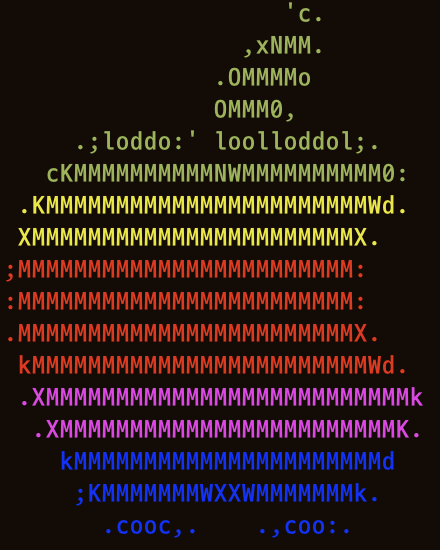 'c.
,xNMM.
.OMMMMo
OMMM0,
.;loddo:' loolloddol;.
cKMMMMMMMMMMNWMMMMMMMMMM0:
.KMMMMMMMMMMMMMMMMMMMMMMMWd.
XMMMMMMMMMMMMMMMMMMMMMMMX.
;MMMMMMMMMMMMMMMMMMMMMMMM:
:MMMMMMMMMMMMMMMMMMMMMMMM:
.MMMMMMMMMMMMMMMMMMMMMMMMX.
kMMMMMMMMMMMMMMMMMMMMMMMMWd.
.XMMMMMMMMMMMMMMMMMMMMMMMMMMk
.XMMMMMMMMMMMMMMMMMMMMMMMMK.
kMMMMMMMMMMMMMMMMMMMMMMd
;KMMMMMMMWXXWMMMMMMMk.
.cooc,.    .,coo:.